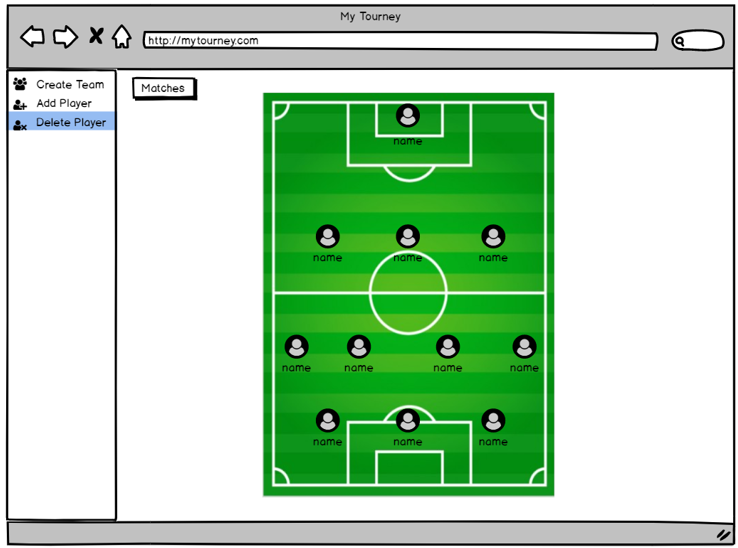 My Tourney
http://mytourney.com
Create Team
Add Player
Delete Player
Matches
name
name name name
name name name name
name name name